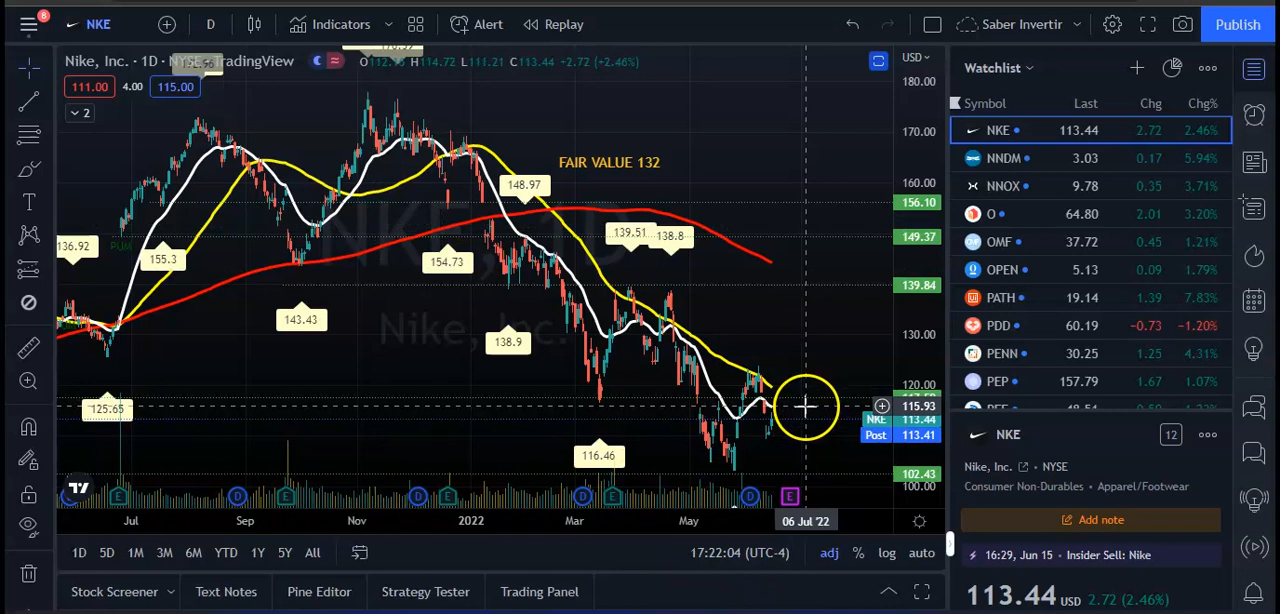 8
NKE
D
Indicators
Alert
Replay
Saber Invertir
Publish
Nike, Inc. · 1D · NYSE · TradingView
H114.72 L111.21 C113.44 +2.72 (+2.46%)
USD
111.00 4.00 115.00
2
180.00
170.00
160.00
156.10
149.37
139.84
130.00
120.00
115.93
NKE 113.44
Post 113.41
102.43
100.00
FAIR VALUE 132
148.97
139.51
138.8
136.92
155.3
154.73
143.43
138.9
125.65
116.46
NKE, 1D
Nike, Inc.
E D E D E D E D E
Jul Sep Nov 2022 Mar May 06 Jul '22
1D 5D 1M 3M 6M YTD 1Y 5Y All
17:22:04 (UTC-4) adj % log auto
Stock Screener Text Notes Pine Editor Strategy Tester Trading Panel
Watchlist
Symbol Last Chg Chg%
NKE 113.44 2.72 2.46%
NNDM 3.03 0.17 5.94%
NNOX 9.78 0.35 3.71%
O 64.80 2.01 3.20%
OMF 37.72 0.45 1.21%
OPEN 5.13 0.09 1.79%
PATH 19.14 1.39 7.83%
PDD 60.19 −0.73 −1.20%
PENN 30.25 1.25 4.31%
PEP 157.79 1.67 1.07%
NKE
12
Nike, Inc. NYSE
Consumer Non-Durables • Apparel/Footwear
Add note
16:29, Jun 15 • Insider Sell: Nike
113.44 USD 2.72 (2.46%)